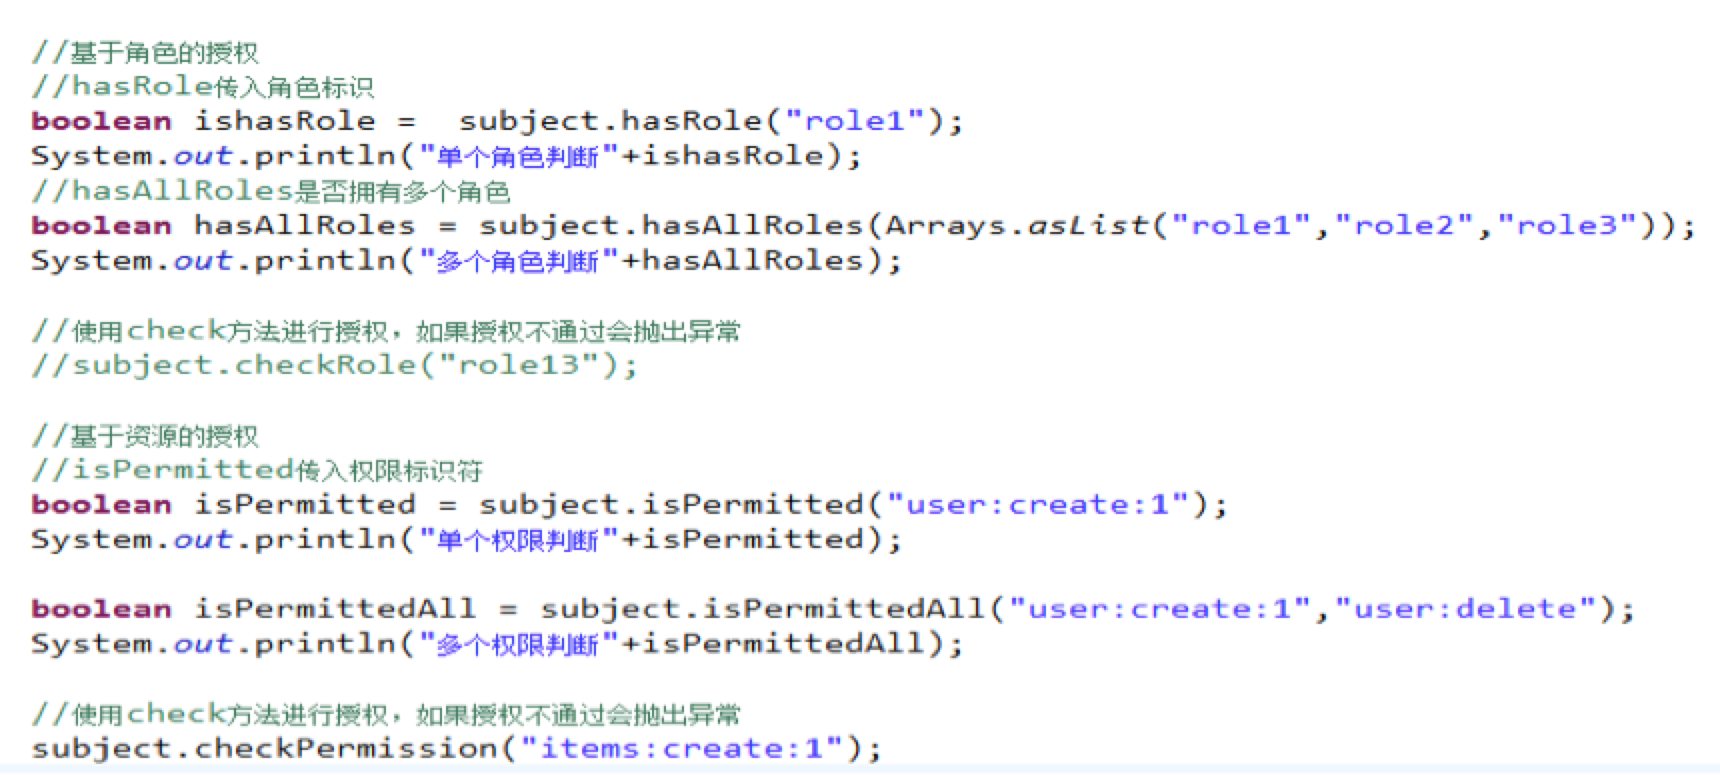 //基于角色的授权
//hasRole传入角色标识
boolean ishasRole =  subject.hasRole("role1");
System.out.println("单个角色判断"+ishasRole);
//hasAllRoles是否拥有多个角色
boolean hasAllRoles = subject.hasAllRoles(Arrays.asList("role1","role2","role3"));
System.out.println("多个角色判断"+hasAllRoles);
//使用check方法进行授权，如果授权不通过会抛出异常
//subject.checkRole("role13");
//基于资源的授权
//isPermitted传入权限标识符
boolean isPermitted = subject.isPermitted("user:create:1");
System.out.println("单个权限判断"+isPermitted);
boolean isPermittedAll = subject.isPermittedAll("user:create:1","user:delete");
System.out.println("多个权限判断"+isPermittedAll);
//使用check方法进行授权，如果授权不通过会抛出异常
subject.checkPermission("items:create:1");